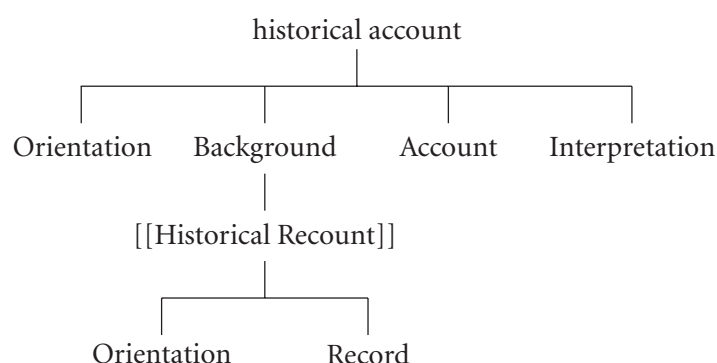 historical account
Orientation Background Account Interpretation
[[Historical Recount]]
Orientation Record